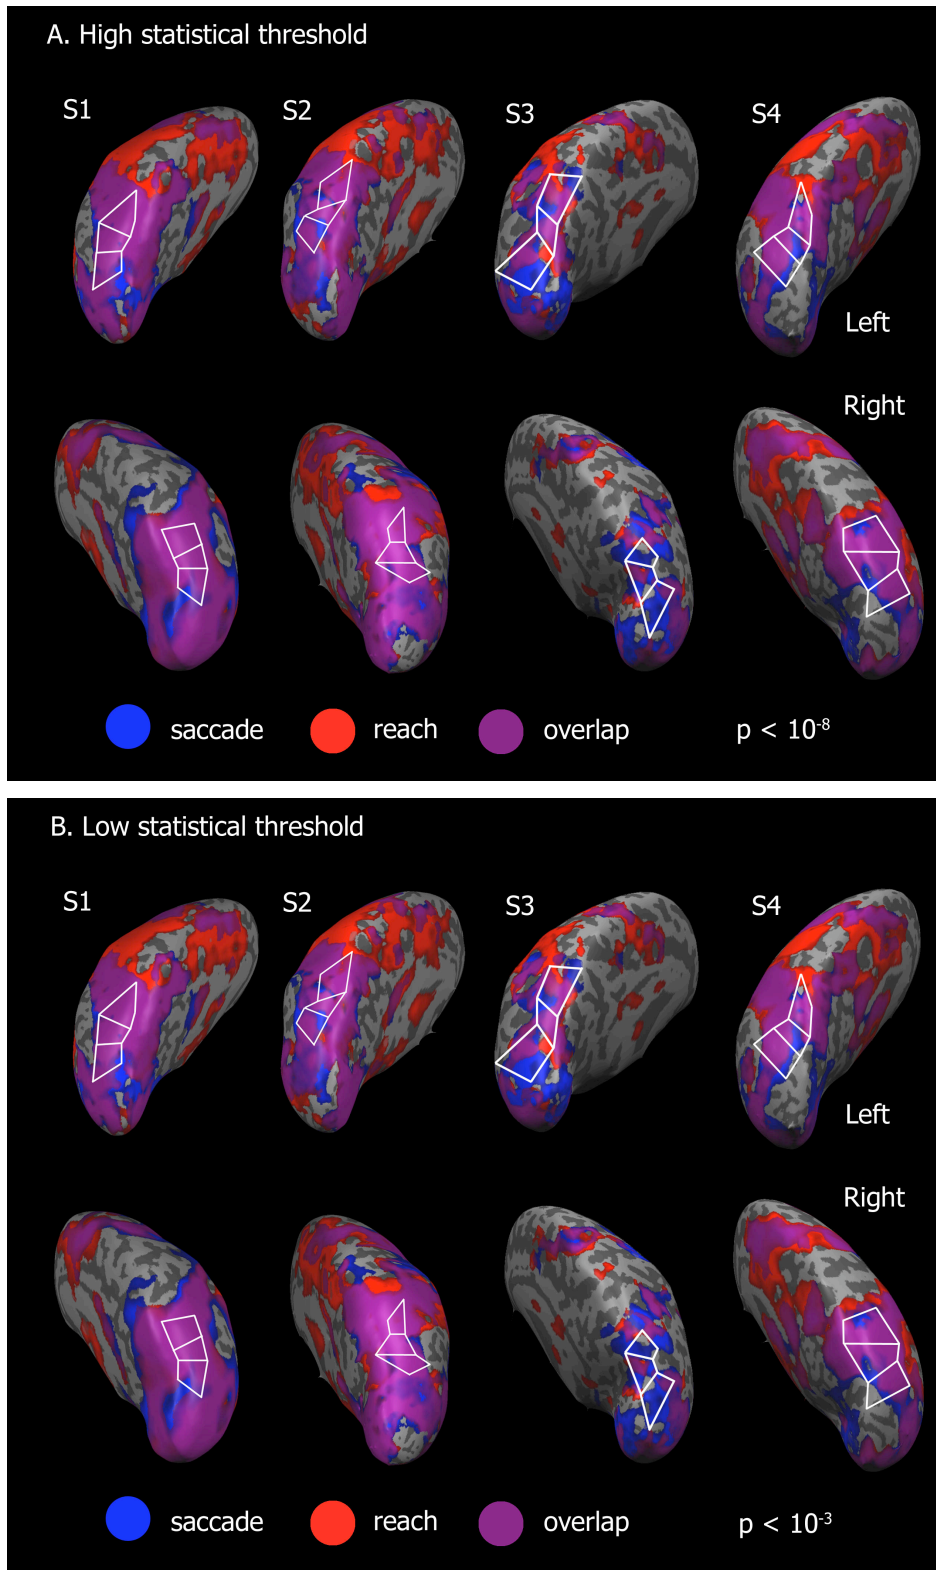 A. High statistical threshold
S1 S2 S3 S4
Left
Right
saccade reach overlap p < 10⁻⁸
B. Low statistical threshold
S1 S2 S3 S4
Left
Right
saccade reach overlap p < 10⁻³